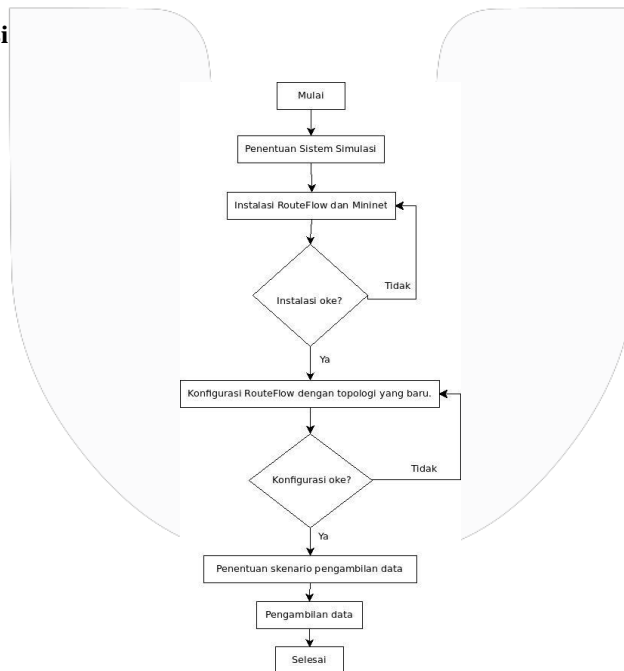 i
Mulai
Penentuan Sistem Simulasi
Instalasi RouteFlow dan Mininet
Tidak
Instalasi oke?
Ya
Konfigurasi RouteFlow dengan topologi yang baru.
Tidak
Konfigurasi oke?
Ya
Penentuan skenario pengambilan data
Pengambilan data
Selesai